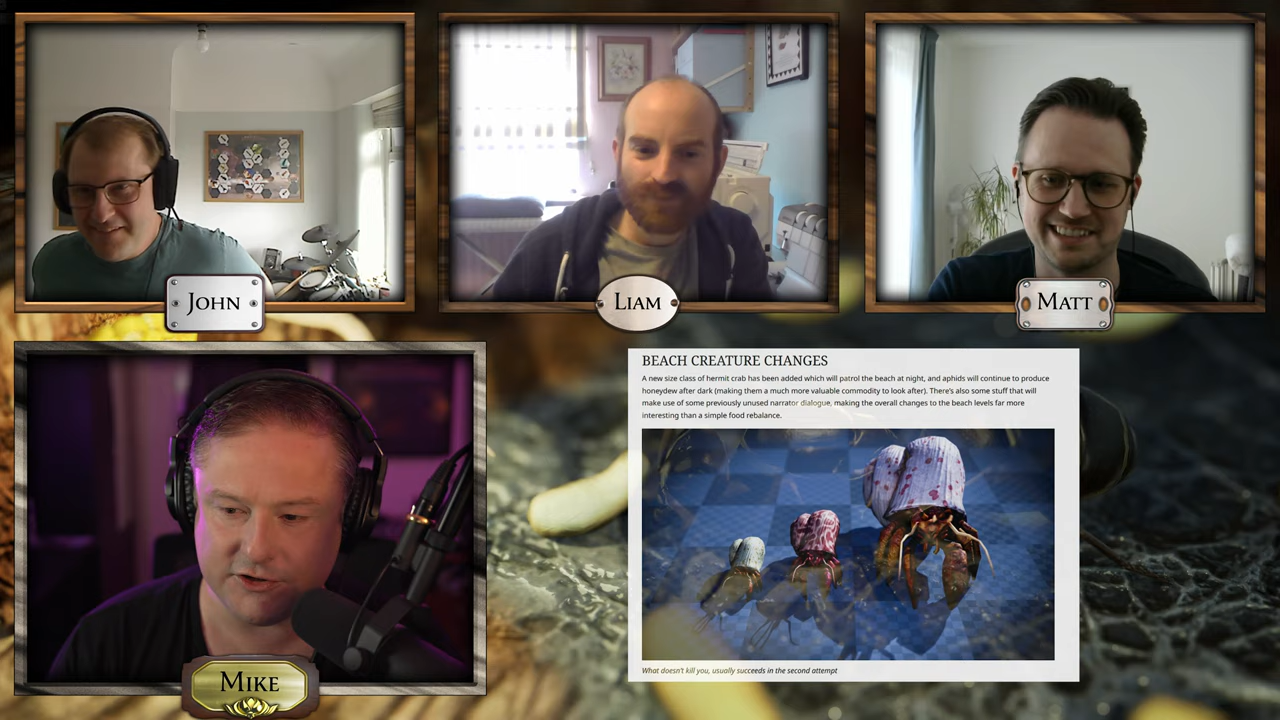 John
Liam
Matt
Mike
BEACH CREATURE CHANGES
A new size class of hermit crab has been added which will patrol the beach at night, and aphids will continue to produce
honeydew after dark (making them a much more valuable commodity to look after). There's also some stuff that will
make use of some previously unused narrator dialogue, making the overall changes to the beach levels far more
interesting than a simple food rebalance.
What doesn't kill you, usually succeeds in the second attempt